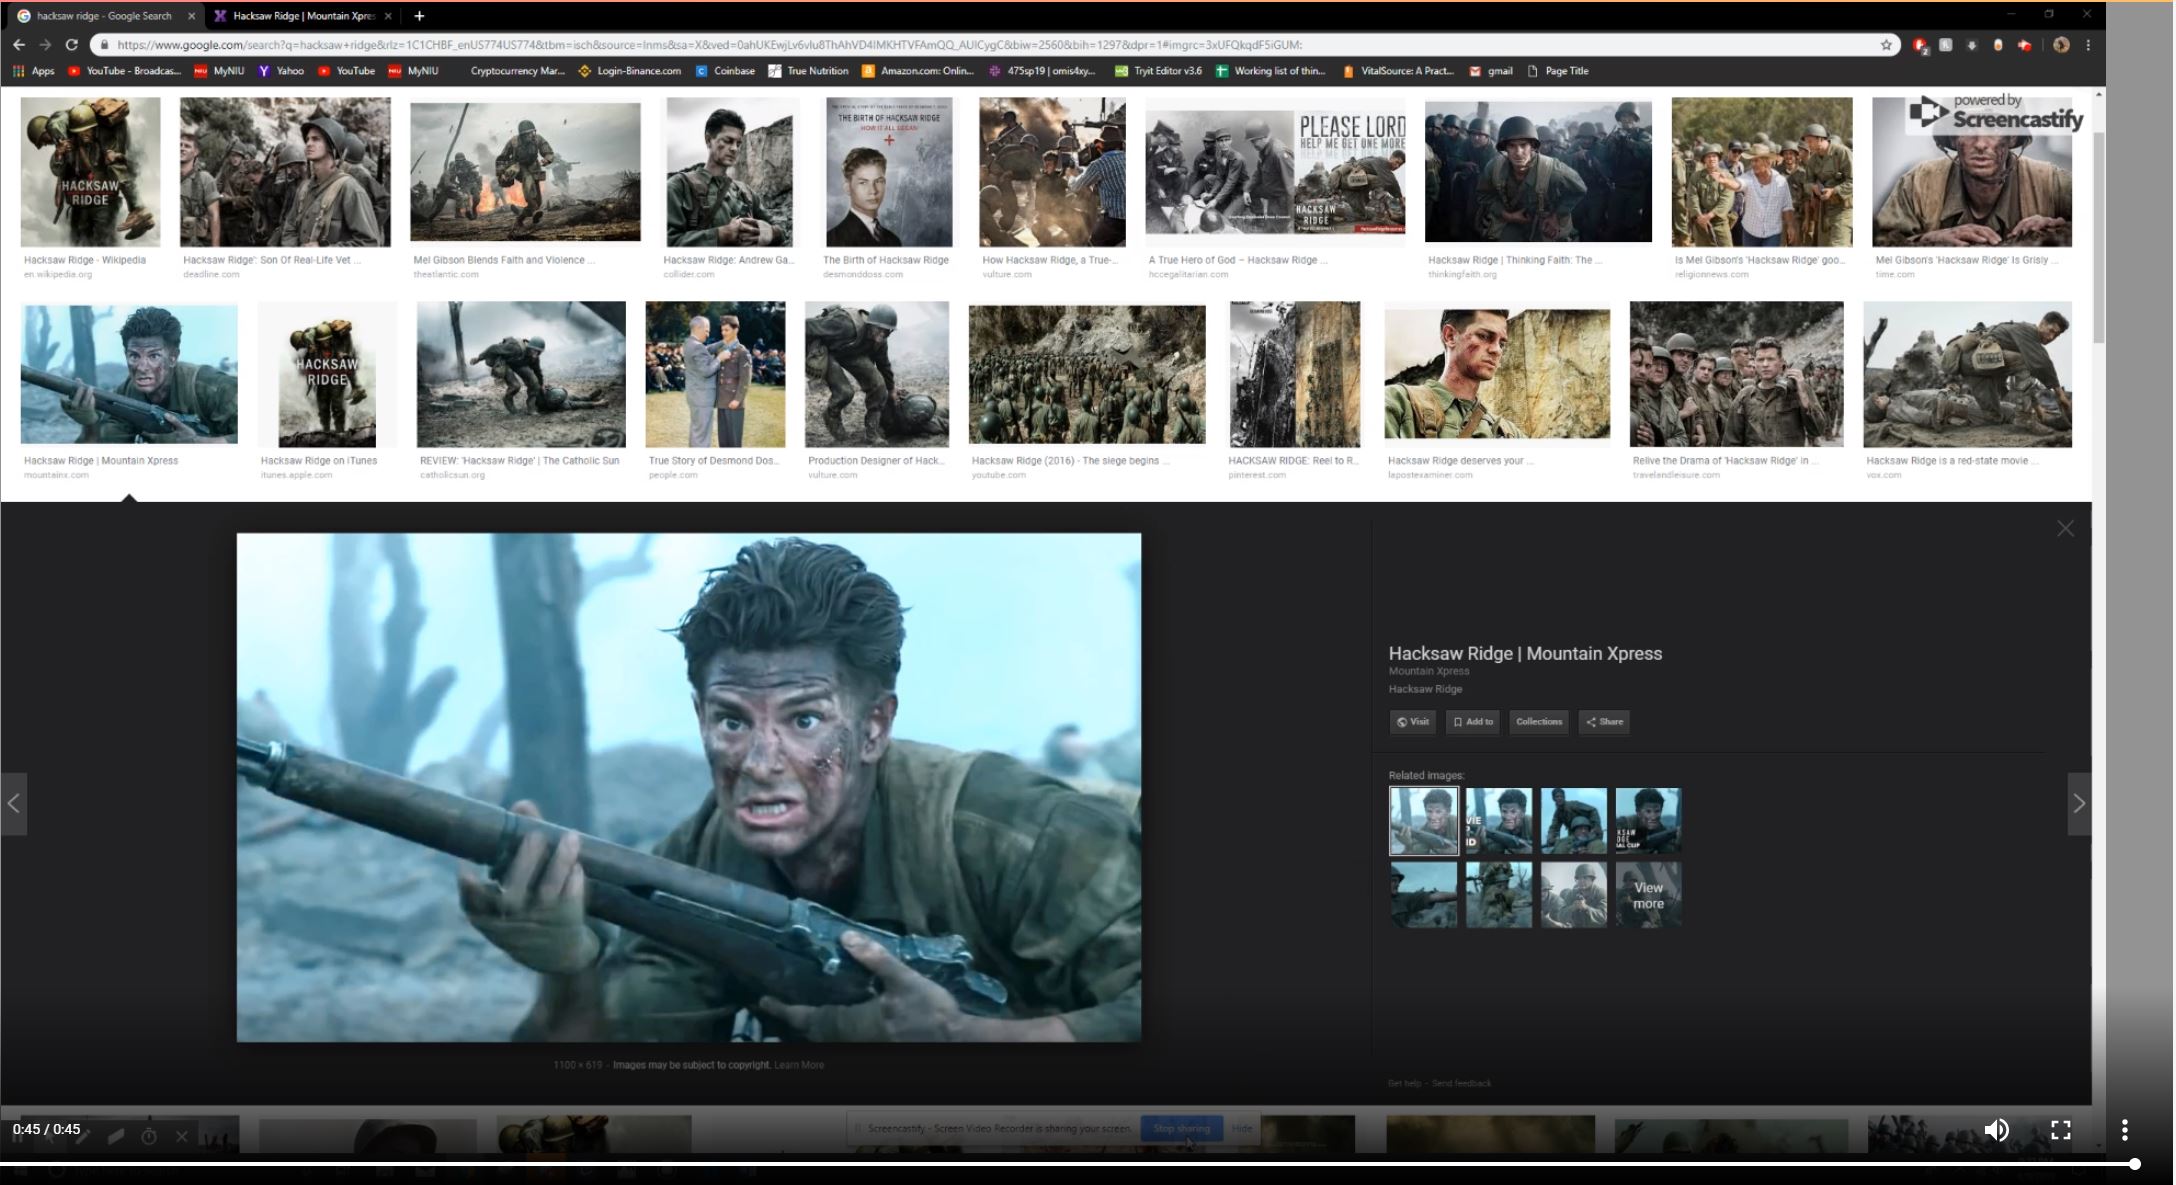 hacksaw ridge - Google Search
Hacksaw Ridge | Mountain Xpres
https://www.google.com/search?q=hacksaw+ridge&rlz=1C1CHBF_enUS774US774&tbm=isch&source=lnms&sa=X&ved=0ahUKEwjLv6vlu8ThAhVD4IMKHTVFAmQQ_AUICygC&biw=2560&bih=1297&dpr=1#imgrc=3xUFQkqdF5iGUM:
Apps YouTube - Broadcas... MyNIU Yahoo YouTube MyNIU Cryptocurrency Mar... Login-Binance.com Coinbase True Nutrition Amazon.com: Onlin... 475sp19 | omis4xy... Tryit Editor v3.6 Working list of thin... VitalSource: A Pract... gmail Page Title
powered by
Screencastify
HACKSAW
RIDGE
THE BIRTH OF HACKSAW RIDGE
HOW IT ALL BEGAN
PLEASE LORD
HELP ME GET ONE MORE
HACKSAW
RIDGE
Hacksaw Ridge - Wikipedia
en.wikipedia.org
Hacksaw Ridge': Son Of Real-Life Vet ...
deadline.com
Mel Gibson Blends Faith and Violence ...
theatlantic.com
Hacksaw Ridge: Andrew Ga...
collider.com
The Birth of Hacksaw Ridge
desmonddoss.com
How Hacksaw Ridge, a True-...
vulture.com
A True Hero of God – Hacksaw Ridge ...
hccegalitarian.com
Hacksaw Ridge | Thinking Faith: The ...
thinkingfaith.org
Is Mel Gibson's 'Hacksaw Ridge' goo...
religionnews.com
Mel Gibson's 'Hacksaw Ridge' Is Grisly ...
time.com
HACKSAW
RIDGE
Hacksaw Ridge | Mountain Xpress
mountainx.com
Hacksaw Ridge on iTunes
itunes.apple.com
REVIEW: 'Hacksaw Ridge' | The Catholic Sun
catholicsun.org
True Story of Desmond Dos...
people.com
Production Designer of Hack...
vulture.com
Hacksaw Ridge (2016) - The siege begins ...
youtube.com
HACKSAW RIDGE: Reel to R...
pinterest.com
Hacksaw Ridge deserves your ...
lapostexaminer.com
Relive the Drama of 'Hacksaw Ridge' in ...
travelandleisure.com
Hacksaw Ridge is a red-state movie ...
vox.com
Hacksaw Ridge | Mountain Xpress
Mountain Xpress
Hacksaw Ridge
Visit Add to Collections Share
Related images:
View
more
1100 × 619 - Images may be subject to copyright. Learn More
Get help - Send feedback
0:45 / 0:45
Screencastify - Screen Video Recorder is sharing your screen. Stop sharing Hide